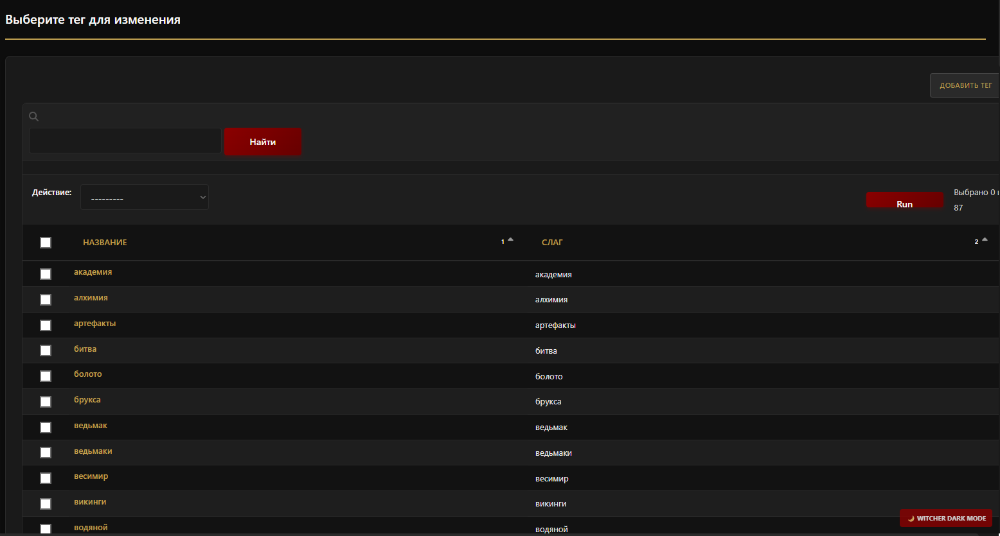 Выберите тег для изменения
ДОБАВИТЬ ТЕГ
Найти
Действие: ---------
Run
Выбрано 0
87
НАЗВАНИЕ 1 СЛАГ 2
академия академия
алхимия алхимия
артефакты артефакты
битва битва
болото болото
брукса брукса
ведьмак ведьмак
ведьмаки ведьмаки
весимир весимир
викинги викинги
водяной водяной
WITCHER DARK MODE